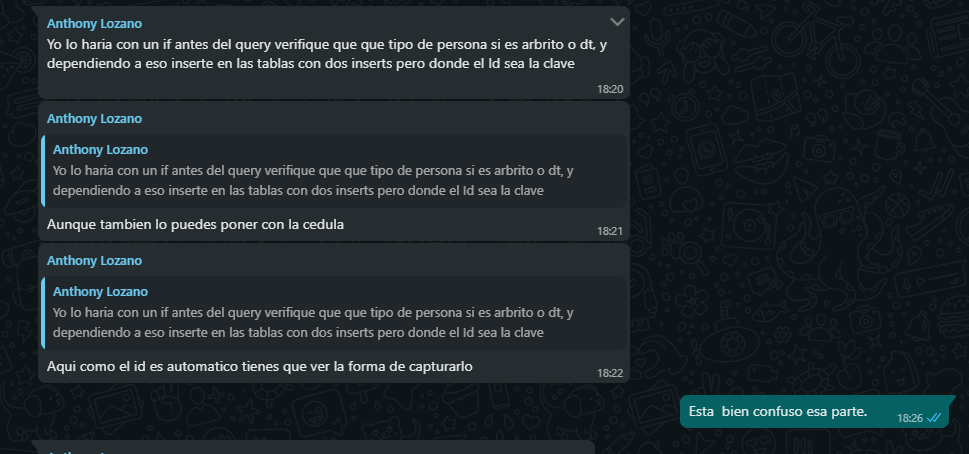 Anthony Lozano
Yo lo haria con un if antes del query verifique que que tipo de persona si es arbrito o dt, y
dependiendo a eso inserte en las tablas con dos inserts pero donde el Id sea la clave
18:20
Anthony Lozano
Anthony Lozano
Yo lo haria con un if antes del query verifique que que tipo de persona si es arbrito o dt, y
dependiendo a eso inserte en las tablas con dos inserts pero donde el Id sea la clave
Aunque tambien lo puedes poner con la cedula
18:21
Anthony Lozano
Anthony Lozano
Yo lo haria con un if antes del query verifique que que tipo de persona si es arbrito o dt, y
dependiendo a eso inserte en las tablas con dos inserts pero donde el Id sea la clave
Aqui como el id es automatico tienes que ver la forma de capturarlo
18:22
Esta bien confuso esa parte.
18:26